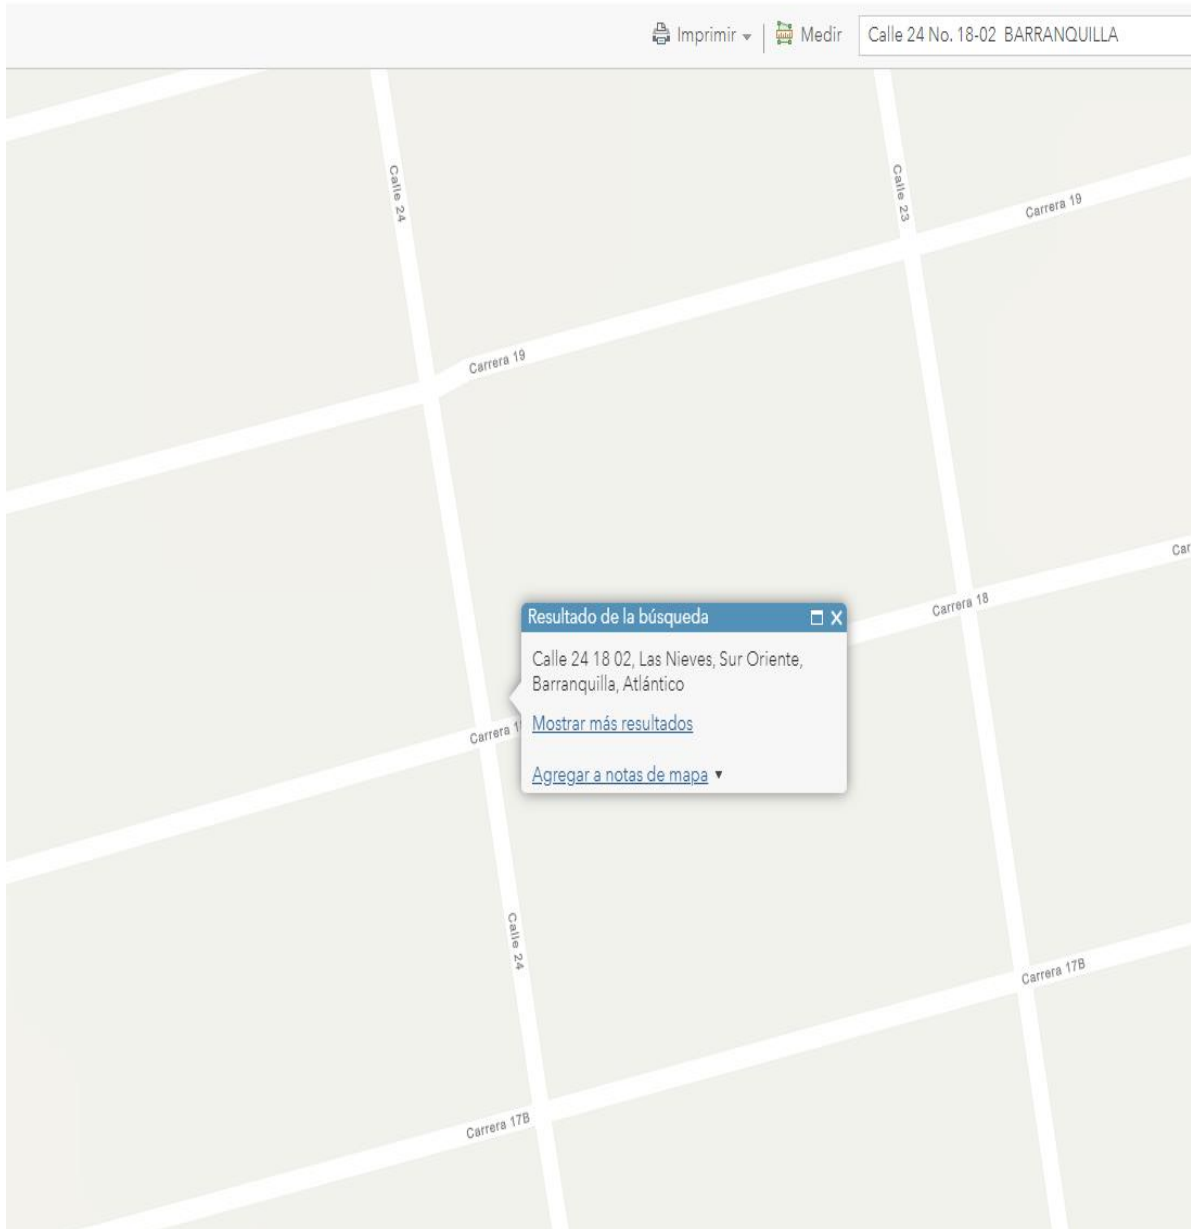 Imprimir
Medir
Calle 24 No. 18-02 BARRANQUILLA
Calle 24
Calle 23
Carrera 19
Carrera 19
Resultado de la búsqueda
Calle 24 18 02, Las Nieves, Sur Oriente,
Barranquilla, Atlántico
Mostrar más resultados
Agregar a notas de mapa
Carrera 18
Carrera
Calle 24
Carrera 17B
Carrera 17B